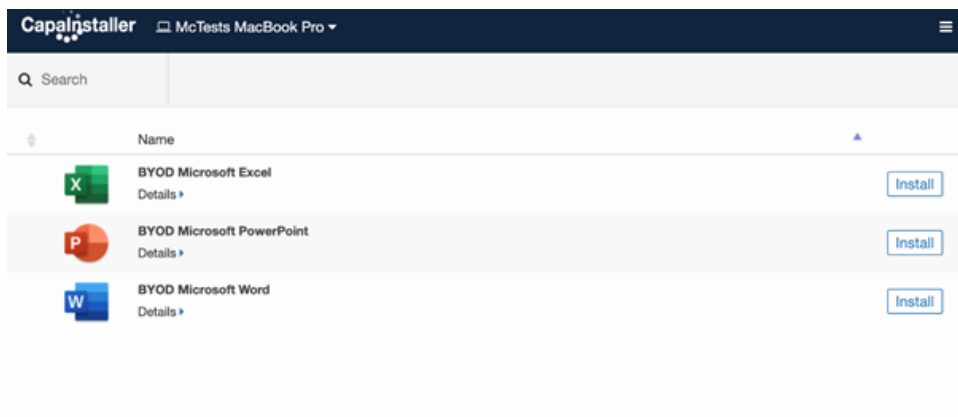 CapaInstaller McTests MacBook Pro
Search
Name
X
BYOD Microsoft Excel
Details
Install
P
BYOD Microsoft PowerPoint
Details
Install
W
BYOD Microsoft Word
Details
Install